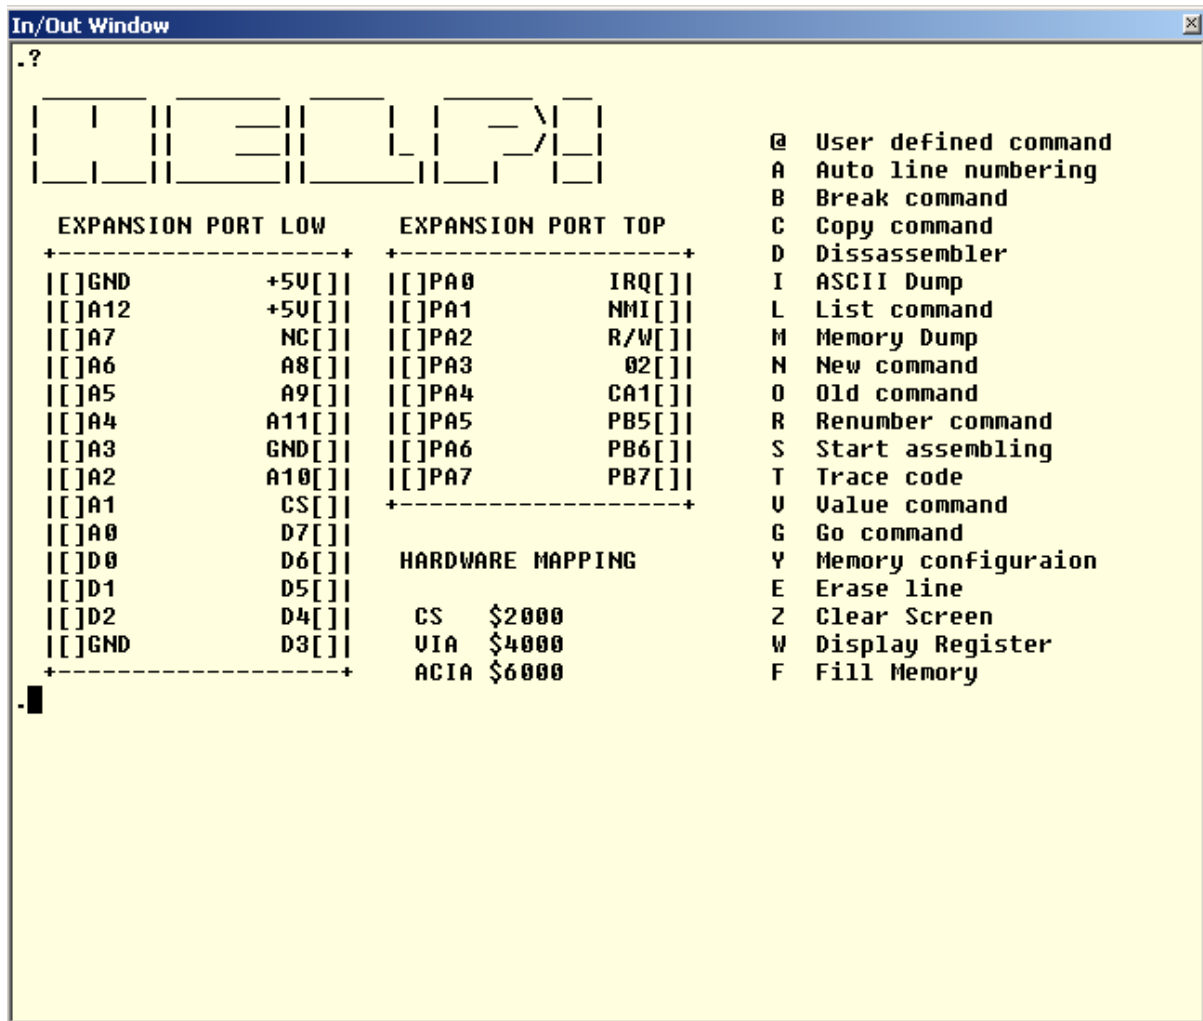 In/Out Window
.?
HELP!
EXPANSION PORT LOW
+-------------------+
|[]GND +5V[]|
|[]A12 +5V[]|
|[]A7 NC[]|
|[]A6 A8[]|
|[]A5 A9[]|
|[]A4 A11[]|
|[]A3 GND[]|
|[]A2 A10[]|
|[]A1 CS[]|
|[]A0 D7[]|
|[]D0 D6[]|
|[]D1 D5[]|
|[]D2 D4[]|
|[]GND D3[]|
+-------------------+
EXPANSION PORT TOP
+-------------------+
|[]PA0 IRQ[]|
|[]PA1 NMI[]|
|[]PA2 R/W[]|
|[]PA3 02[]|
|[]PA4 CA1[]|
|[]PA5 PB5[]|
|[]PA6 PB6[]|
|[]PA7 PB7[]|
+-------------------+
HARDWARE MAPPING
CS $2000
VIA $4000
ACIA $6000
@ User defined command
A Auto line numbering
B Break command
C Copy command
D Dissassembler
I ASCII Dump
L List command
M Memory Dump
N New command
O Old command
R Renumber command
S Start assembling
T Trace code
V Value command
G Go command
Y Memory configuraion
E Erase line
Z Clear Screen
W Display Register
F Fill Memory
.